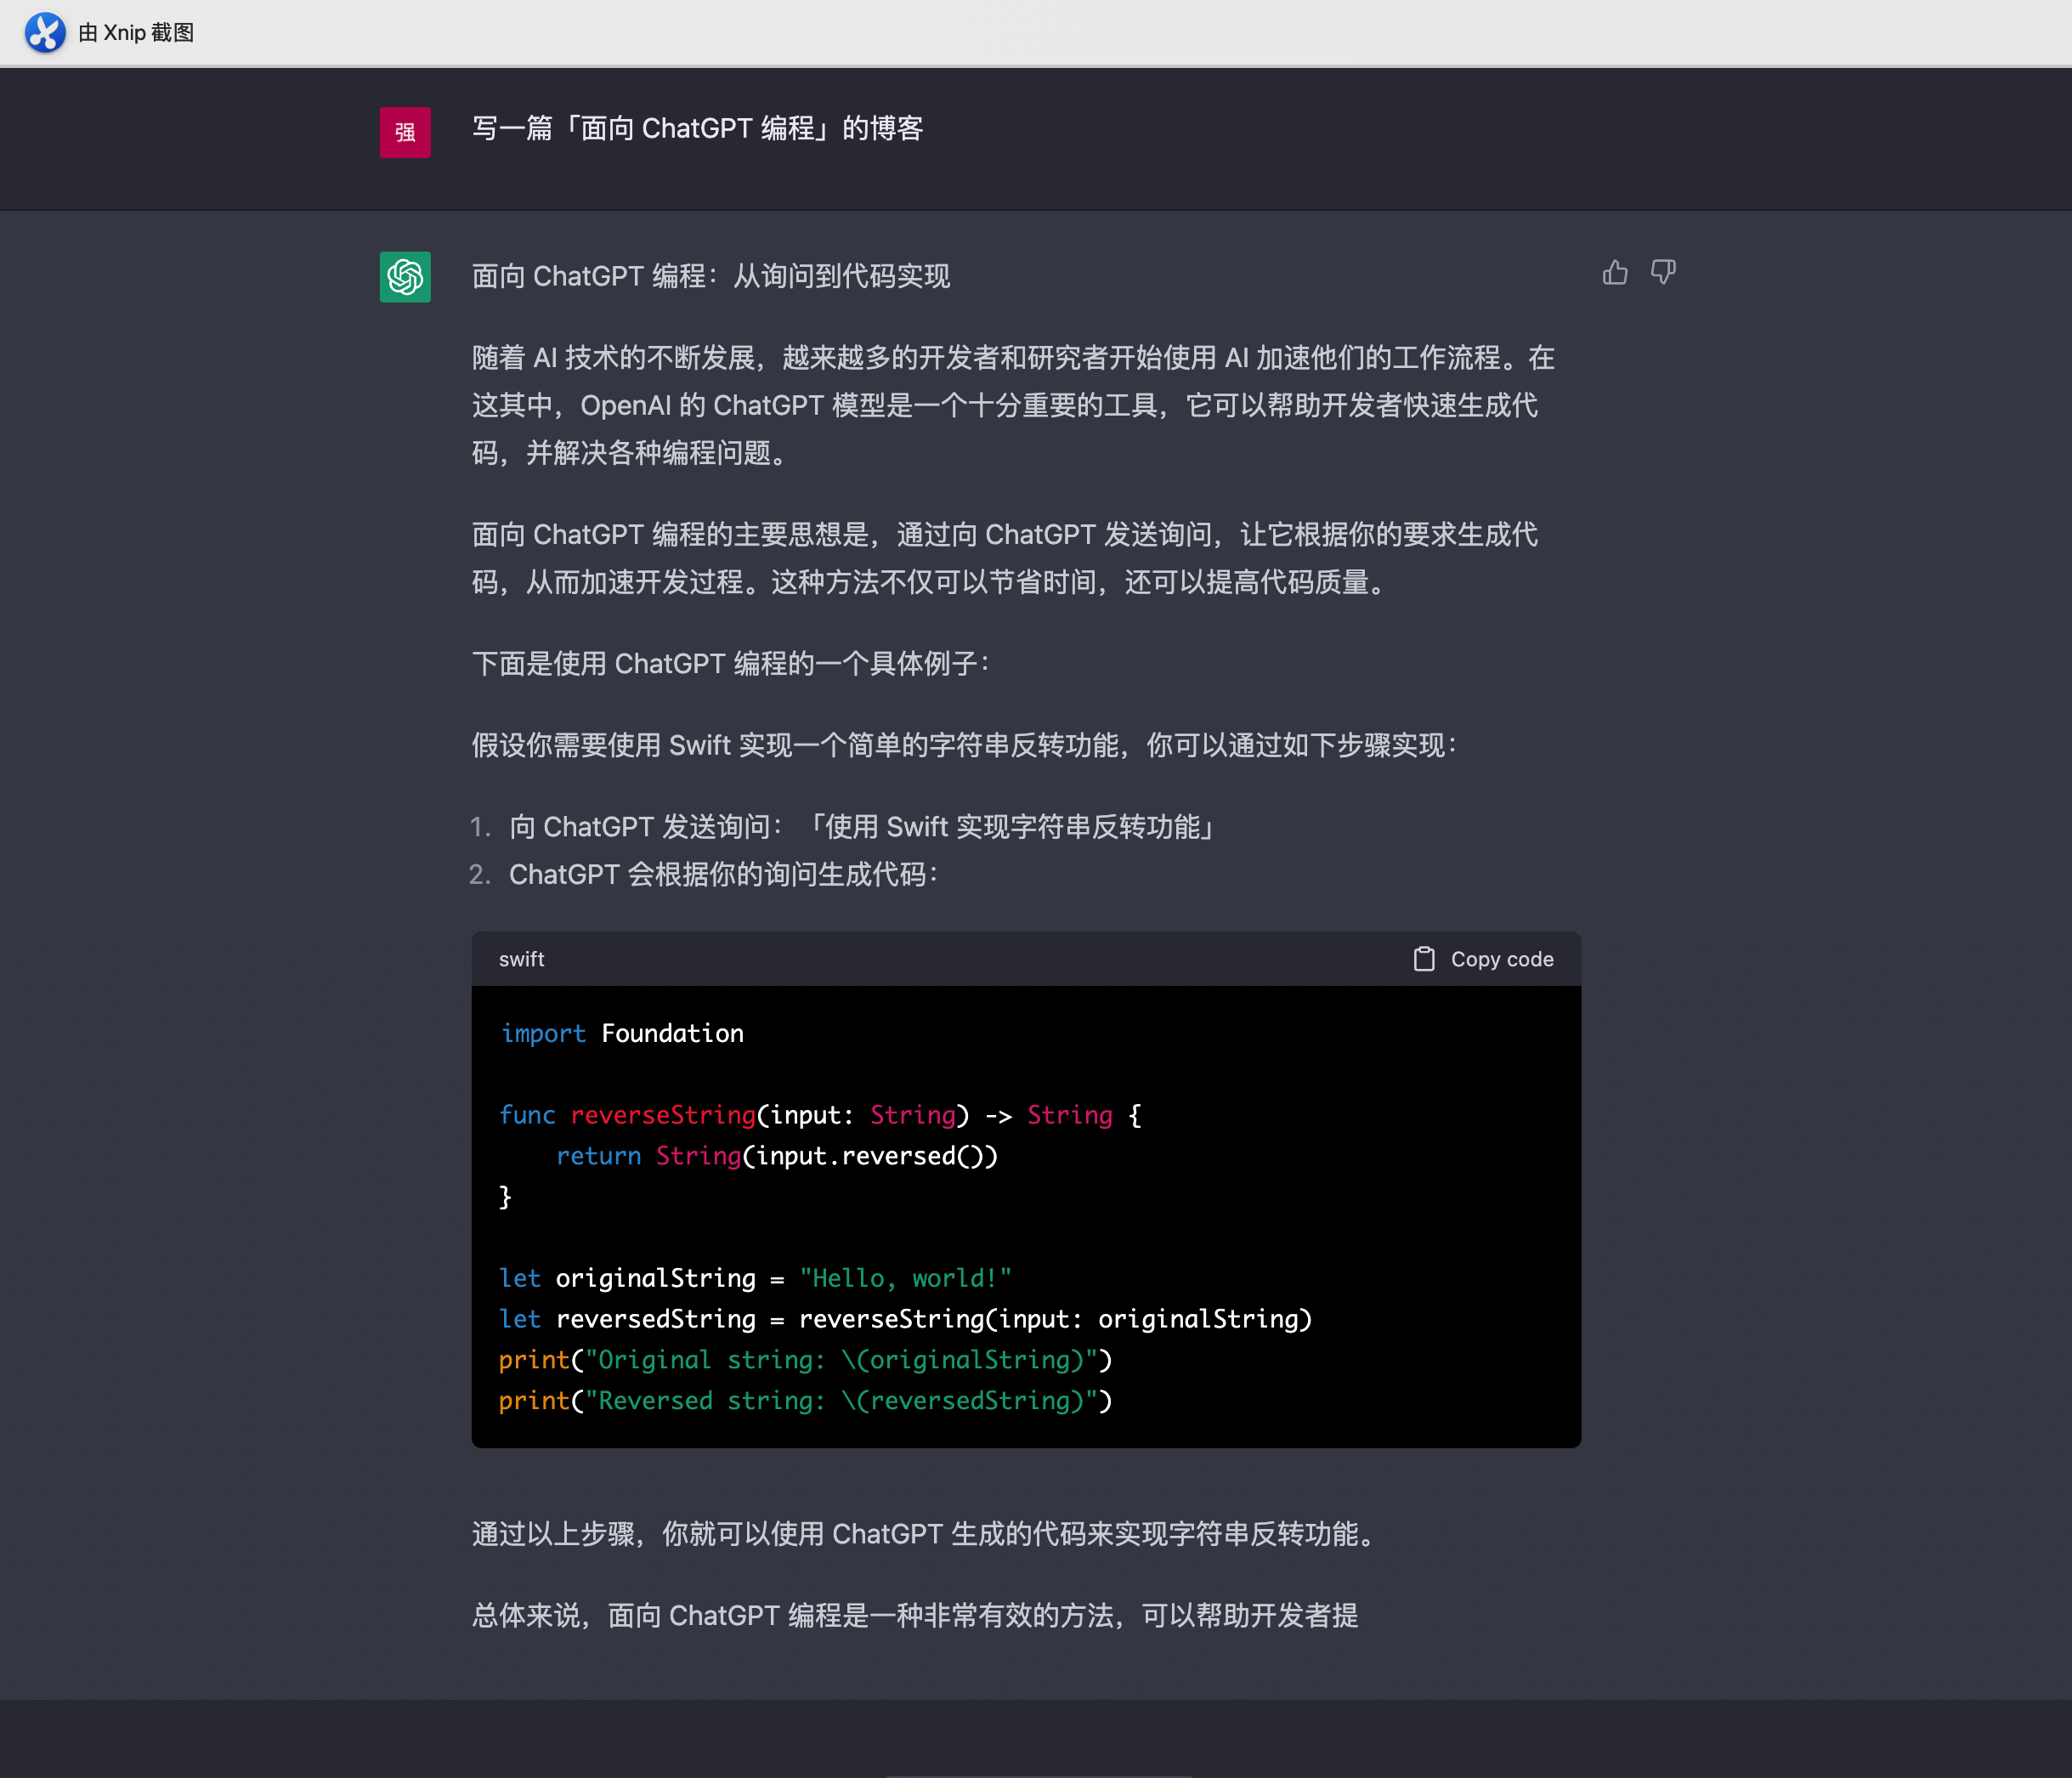 由 Xnip 截图
强
写一篇「面向 ChatGPT 编程」的博客
面向 ChatGPT 编程：从询问到代码实现
随着 AI 技术的不断发展，越来越多的开发者和研究者开始使用 AI 加速他们的工作流程。在
这其中，OpenAI 的 ChatGPT 模型是一个十分重要的工具，它可以帮助开发者快速生成代
码，并解决各种编程问题。
面向 ChatGPT 编程的主要思想是，通过向 ChatGPT 发送询问，让它根据你的要求生成代
码，从而加速开发过程。这种方法不仅可以节省时间，还可以提高代码质量。
下面是使用 ChatGPT 编程的一个具体例子：
假设你需要使用 Swift 实现一个简单的字符串反转功能，你可以通过如下步骤实现：
1. 向 ChatGPT 发送询问：「使用 Swift 实现字符串反转功能」
2. ChatGPT 会根据你的询问生成代码：
swift Copy code
import Foundation
func reverseString(input: String) -> String {
    return String(input.reversed())
}
let originalString = "Hello, world!"
let reversedString = reverseString(input: originalString)
print("Original string: \(originalString)")
print("Reversed string: \(reversedString)")
通过以上步骤，你就可以使用 ChatGPT 生成的代码来实现字符串反转功能。
总体来说，面向 ChatGPT 编程是一种非常有效的方法，可以帮助开发者提